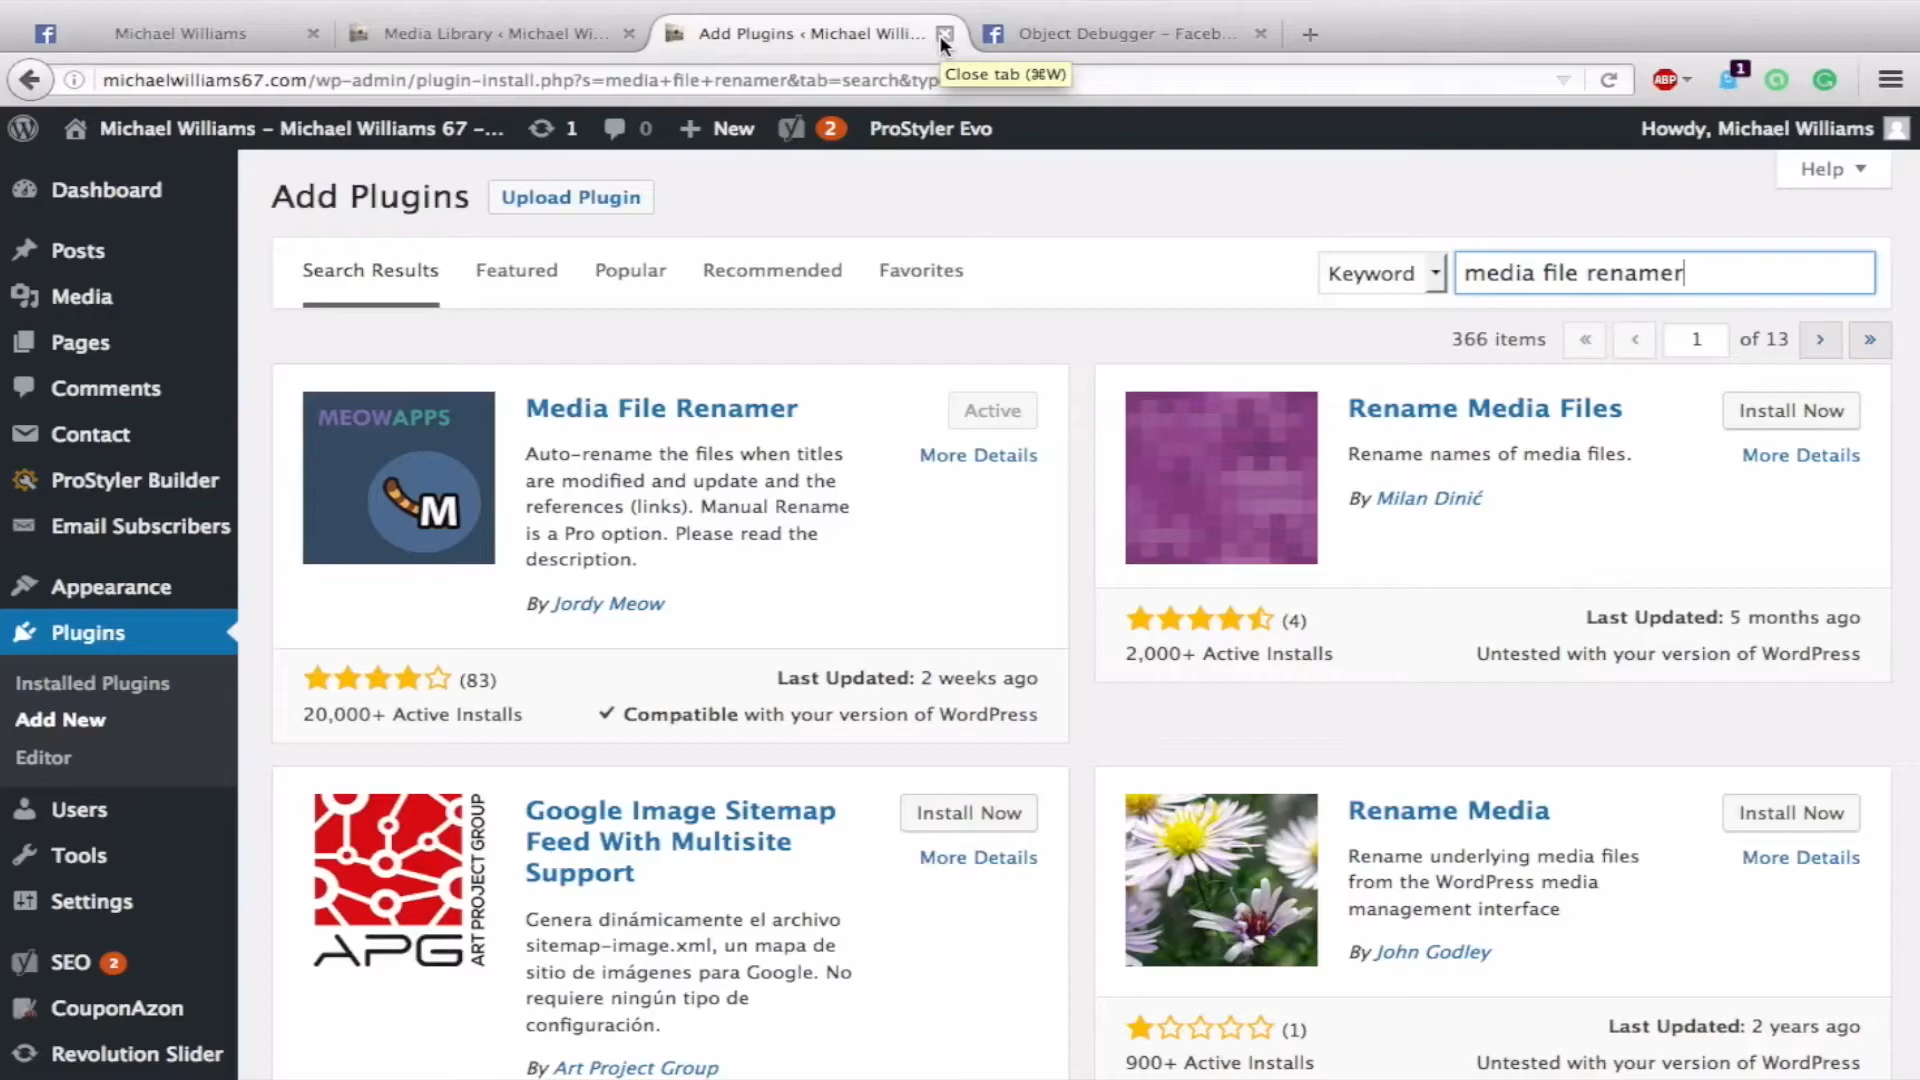 Michael Williams
Media Library ‹ Michael Wi...
Add Plugins ‹ Michael Willi...
Object Debugger – Faceb...
michaelwilliams67.com/wp-admin/plugin-install.php?s=media+file+renamer&tab=search&typ
Close tab (⌘W)
ABP
1
Michael Williams – Michael Williams 67 –...
1
0
New
2
ProStyler Evo
Howdy, Michael Williams
Dashboard
Posts
Media
Pages
Comments
Contact
ProStyler Builder
Email Subscribers
Appearance
Plugins
Installed Plugins
Add New
Editor
Users
Tools
Settings
SEO 2
CouponAzon
Revolution Slider
Help
Add Plugins
Upload Plugin
Search Results
Featured
Popular
Recommended
Favorites
Keyword
media file renamer
366 items
«
‹
1
of 13
›
»
MEOWAPPS
M
Media File Renamer
Active
More Details
Auto-rename the files when titles
are modified and update and the
references (links). Manual Rename
is a Pro option. Please read the
description.
By Jordy Meow
(83)
Last Updated: 2 weeks ago
20,000+ Active Installs
✓ Compatible with your version of WordPress
Rename Media Files
Install Now
More Details
Rename names of media files.
By Milan Dinić
(4)
Last Updated: 5 months ago
2,000+ Active Installs
Untested with your version of WordPress
APG
ART PROJECT GROUP
Google Image Sitemap
Feed With Multisite
Support
Install Now
More Details
Genera dinámicamente el archivo
sitemap-image.xml, un mapa de
sitio de imágenes para Google. No
requiere ningún tipo de
configuración.
By Art Project Group
Rename Media
Install Now
More Details
Rename underlying media files
from the WordPress media
management interface
By John Godley
(1)
Last Updated: 2 years ago
900+ Active Installs
Untested with your version of WordPress